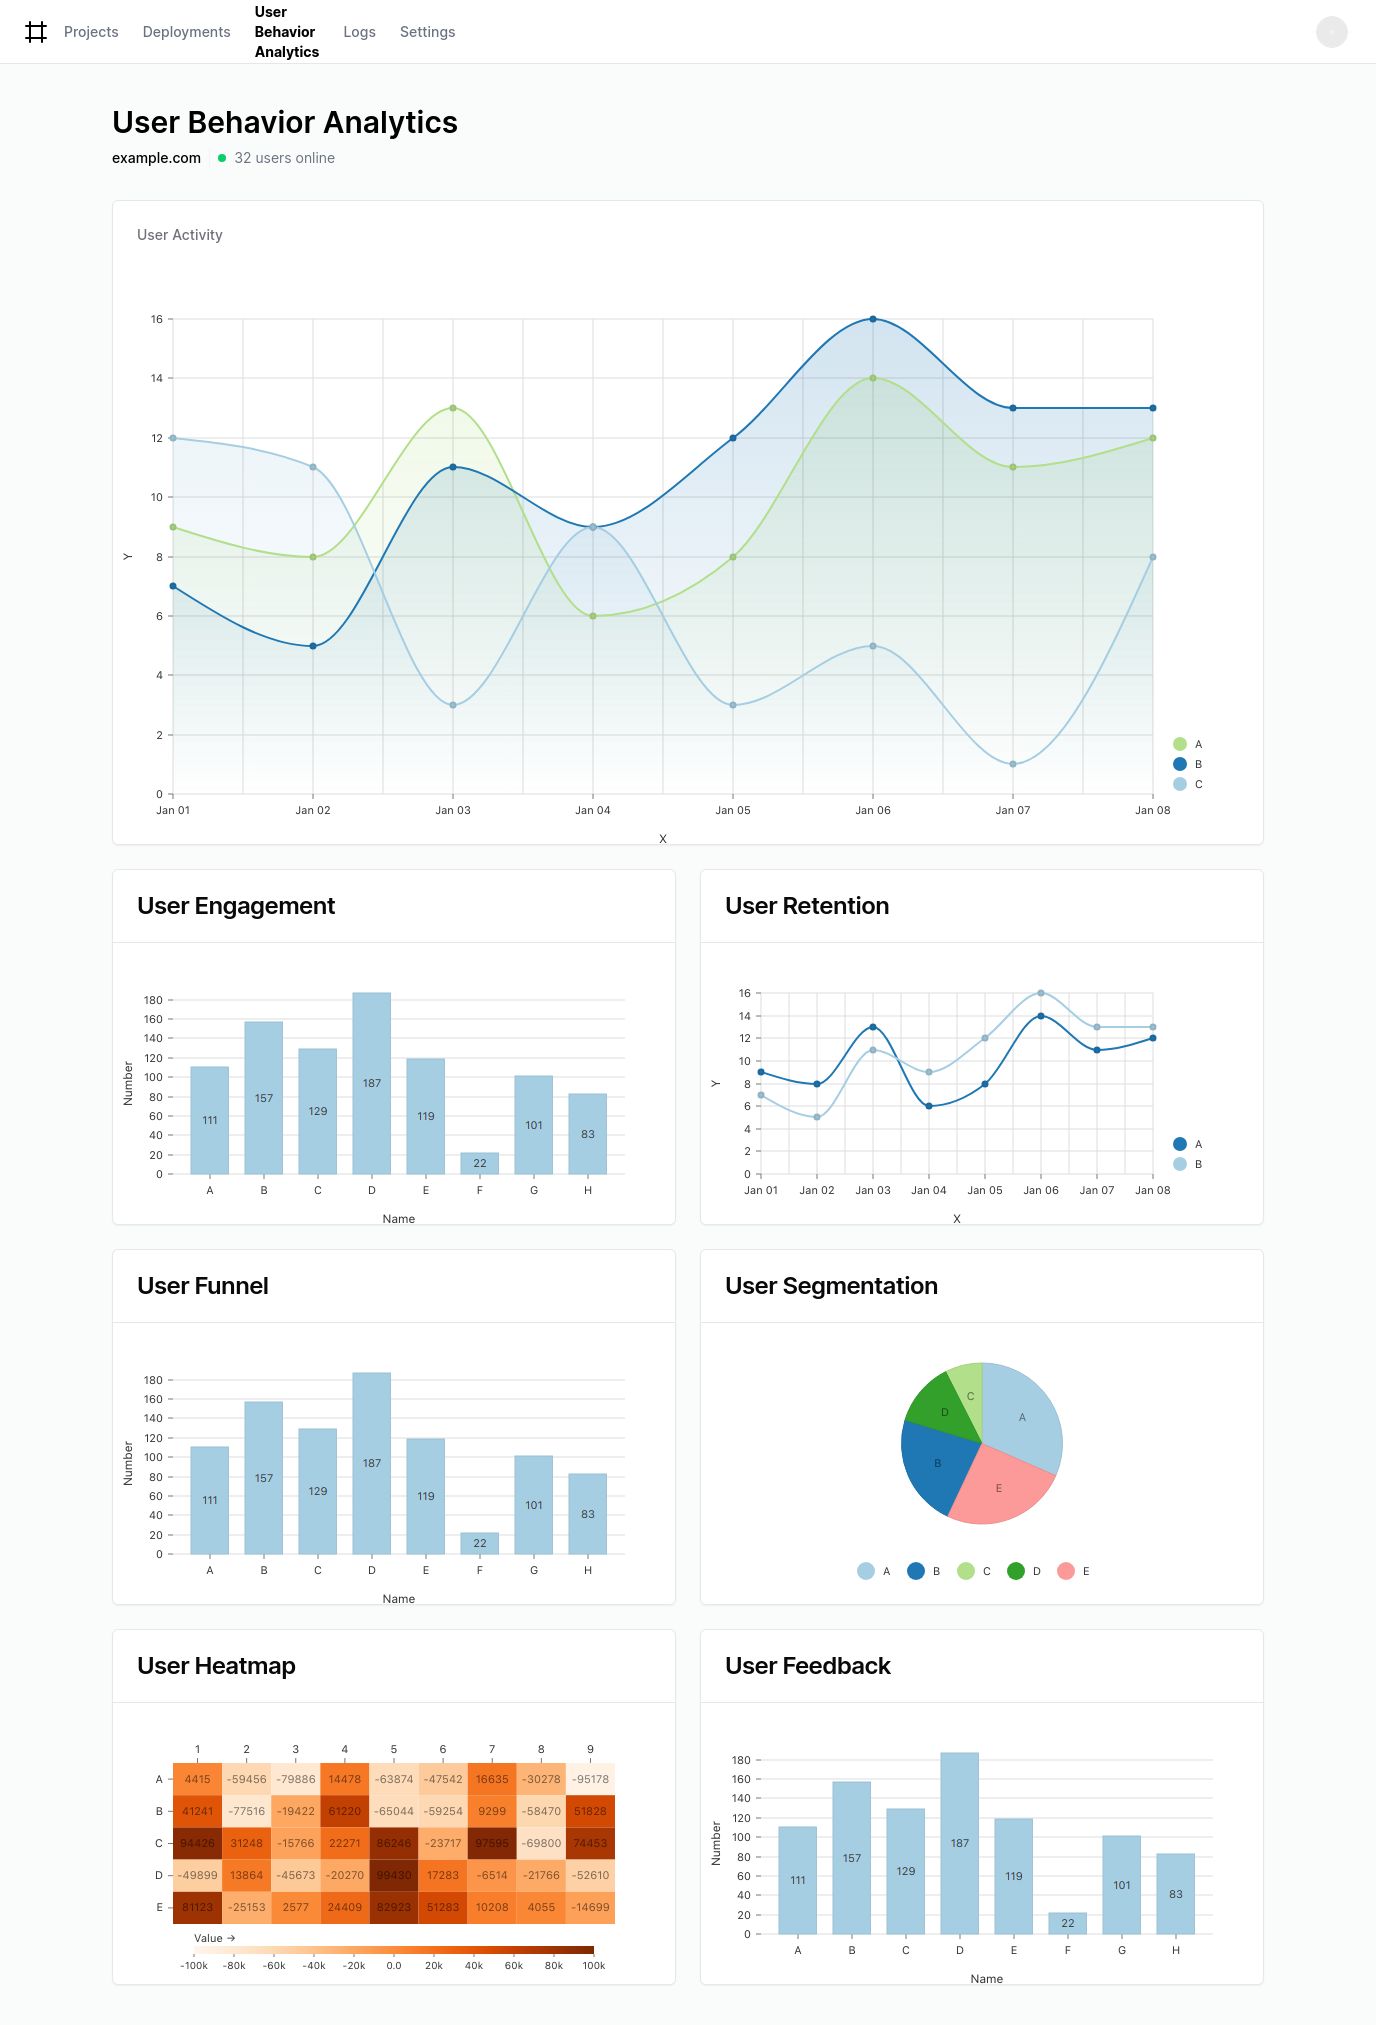 Projects
Deployments
User
Behavior
Analytics
Logs
Settings
User Behavior Analytics
example.com 32 users online
User Activity
16
14
12
10
8
6
4
2
0
Y
Jan 01 Jan 02 Jan 03 Jan 04 Jan 05 Jan 06 Jan 07 Jan 08
X
A
B
C
User Engagement
180
160
140
120
100
80
60
40
20
0
Number
111 157 129 187 119 22 101 83
A B C D E F G H
Name
User Retention
16
14
12
10
8
6
4
2
0
Y
Jan 01 Jan 02 Jan 03 Jan 04 Jan 05 Jan 06 Jan 07 Jan 08
X
A
B
User Funnel
180
160
140
120
100
80
60
40
20
0
Number
111 157 129 187 119 22 101 83
A B C D E F G H
Name
User Segmentation
C
A
D
B
E
A B C D E
User Heatmap
1 2 3 4 5 6 7 8 9
A 4415 -59456 -79886 14478 -63874 -47542 16635 -30278 -95178
B 41241 -77516 -19422 61220 -65044 -59254 9299 -58470 51828
C 94426 31248 -15766 22271 86246 -23717 97595 -69800 74453
D -49899 13864 -45673 -20270 99430 17283 -6514 -21766 -52610
E 81123 -25153 2577 24409 82923 51283 10208 4055 -14699
Value →
-100k -80k -60k -40k -20k 0.0 20k 40k 60k 80k 100k
User Feedback
180
160
140
120
100
80
60
40
20
0
Number
111 157 129 187 119 22 101 83
A B C D E F G H
Name